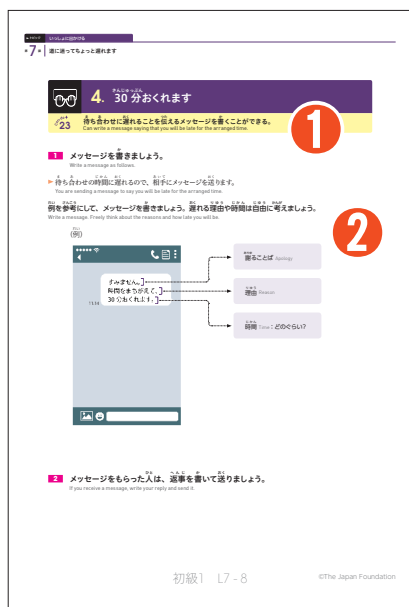 トピック いっしょに出かける
7 道に迷ってちょっと遅れます
4. 30分おくれます
23
待ち合わせに遅れることを伝えるメッセージを書くことができる。
Can write a message saying that you will be late for the arranged time.
1
1 メッセージを書きましょう。
Write a message as follows.
► 待ち合わせの時間に遅れるので、相手にメッセージを送ります。
You are sending a message to say you will be late for the arranged time.
例を参考にして、メッセージを書きましょう。遅れる理由や時間は自由に考えましょう。
Write a message. Freely think about the reasons and how late you will be.
2
(例)
すみません。
時間をまちがえて、
30分おくれます。
謝ることば Apology
理由 Reason
時間 Time：どのぐらい？
2 メッセージをもらった人は、返事を書いて送りましょう。
If you receive a message, write your reply and send it.
初級1 L7 - 8
©The Japan Foundation